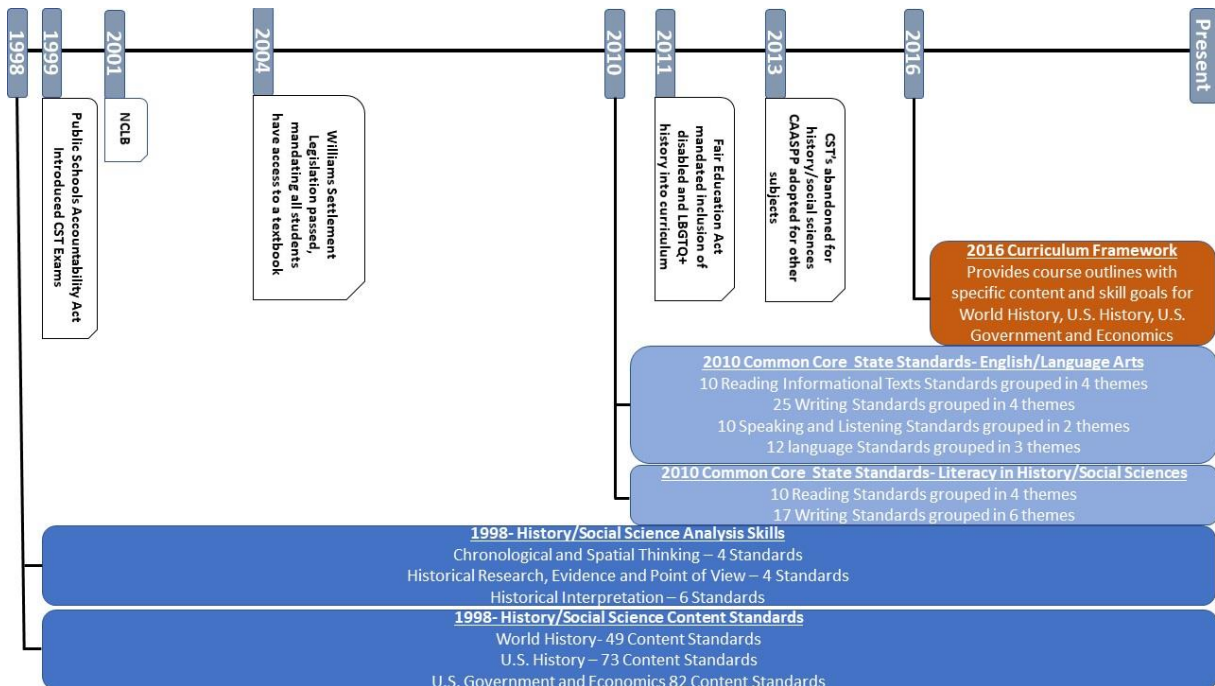 1998
1999
2001
2004
2010
2011
2013
2016
Present
Public Schools Accountability Act
Introduced CST Exams
NCLB
Williams Settlement
Legislation passed,
mandating all students
have access to a textbook
Fair Education Act
mandated inclusion of
disabled and LBGTQ+
history into curriculum
CST's abandoned for
history/social sciences
CAASPP adopted for other
subjects
2016 Curriculum Framework
Provides course outlines with
specific content and skill goals for
World History, U.S. History, U.S.
Government and Economics
2010 Common Core State Standards- English/Language Arts
10 Reading Informational Texts Standards grouped in 4 themes
25 Writing Standards grouped in 4 themes
10 Speaking and Listening Standards grouped in 2 themes
12 language Standards grouped in 3 themes
2010 Common Core State Standards- Literacy in History/Social Sciences
10 Reading Standards grouped in 4 themes
17 Writing Standards grouped in 6 themes
1998- History/Social Science Analysis Skills
Chronological and Spatial Thinking – 4 Standards
Historical Research, Evidence and Point of View – 4 Standards
Historical Interpretation – 6 Standards
1998- History/Social Science Content Standards
World History- 49 Content Standards
U.S. History – 73 Content Standards
U.S. Government and Economics 82 Content Standards